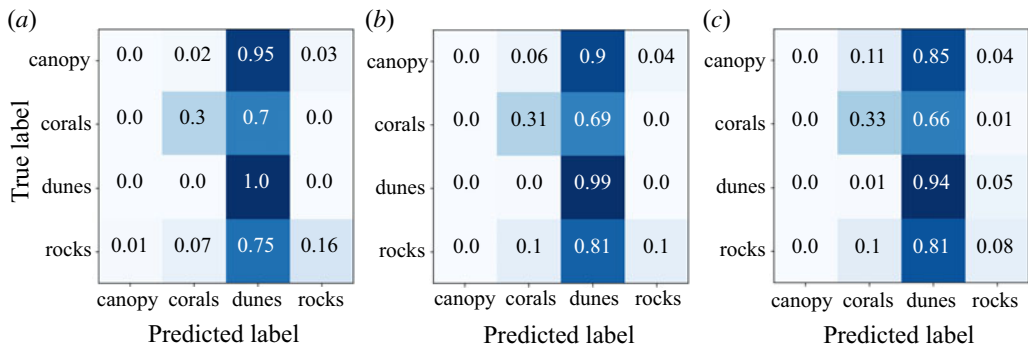 (a) (b) (c)
True label
canopy 0.0 0.02 0.95 0.03
corals 0.0 0.3 0.7 0.0
dunes 0.0 0.0 1.0 0.0
rocks 0.01 0.07 0.75 0.16
canopy corals dunes rocks
Predicted label
canopy 0.0 0.06 0.9 0.04
corals 0.0 0.31 0.69 0.0
dunes 0.0 0.0 0.99 0.0
rocks 0.0 0.1 0.81 0.1
canopy corals dunes rocks
Predicted label
canopy 0.0 0.11 0.85 0.04
corals 0.0 0.33 0.66 0.01
dunes 0.0 0.01 0.94 0.05
rocks 0.0 0.1 0.81 0.08
canopy corals dunes rocks
Predicted label